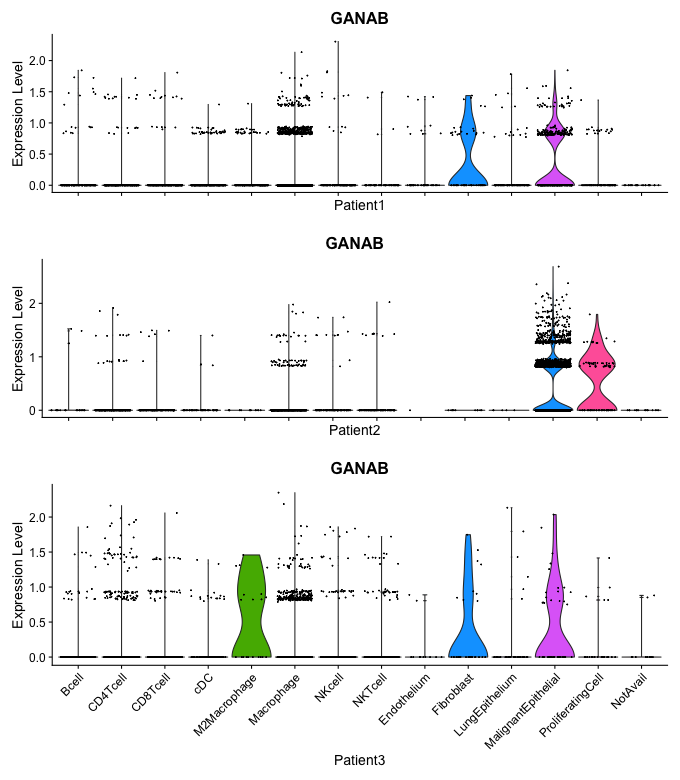 GANAB
Expression Level
2.0
1.5
1.0
0.5
0.0
Patient1
GANAB
Expression Level
2
1
0
Patient2
GANAB
Expression Level
2.0
1.5
1.0
0.5
0.0
Bcell
CD4Tcell
CD8Tcell
cDC
M2Macrophage
Macrophage
NKcell
NKTcell
Endothelium
Fibroblast
LungEpithelium
MalignantEpithelial
ProliferatingCell
NotAvail
Patient3